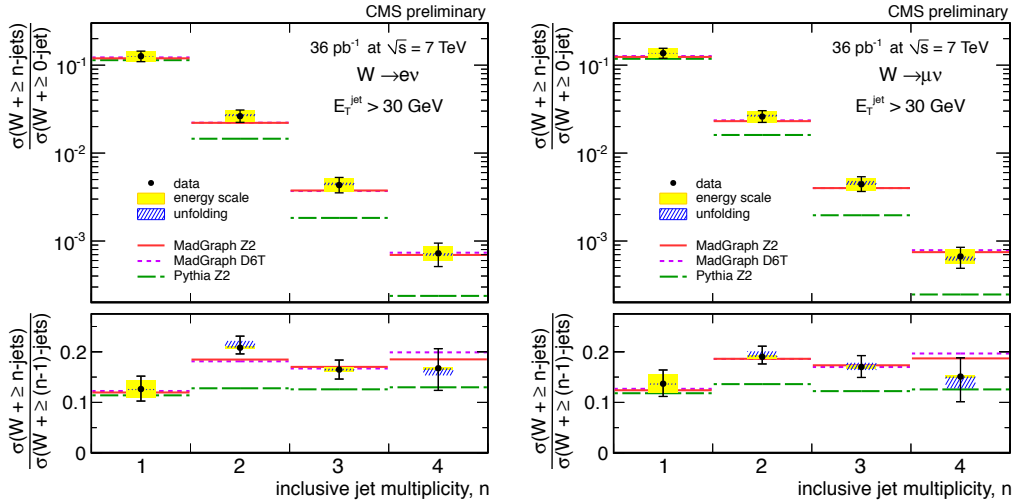 CMS preliminary
σ(W + ≥ n-jets)
σ(W + ≥ 0-jet)
36 pb⁻¹ at √s = 7 TeV
W →eν
E_T^jet > 30 GeV
10⁻¹
10⁻²
10⁻³
data
energy scale
unfolding
MadGraph Z2
MadGraph D6T
Pythia Z2
σ(W + ≥ n-jets)
σ(W + ≥ (n-1)-jets)
0.2
0.1
0
1 2 3 4
inclusive jet multiplicity, n
CMS preliminary
σ(W + ≥ n-jets)
σ(W + ≥ 0-jet)
36 pb⁻¹ at √s = 7 TeV
W →μν
E_T^jet > 30 GeV
10⁻¹
10⁻²
10⁻³
data
energy scale
unfolding
MadGraph Z2
MadGraph D6T
Pythia Z2
σ(W + ≥ n-jets)
σ(W + ≥ (n-1)-jets)
0.2
0.1
0
1 2 3 4
inclusive jet multiplicity, n